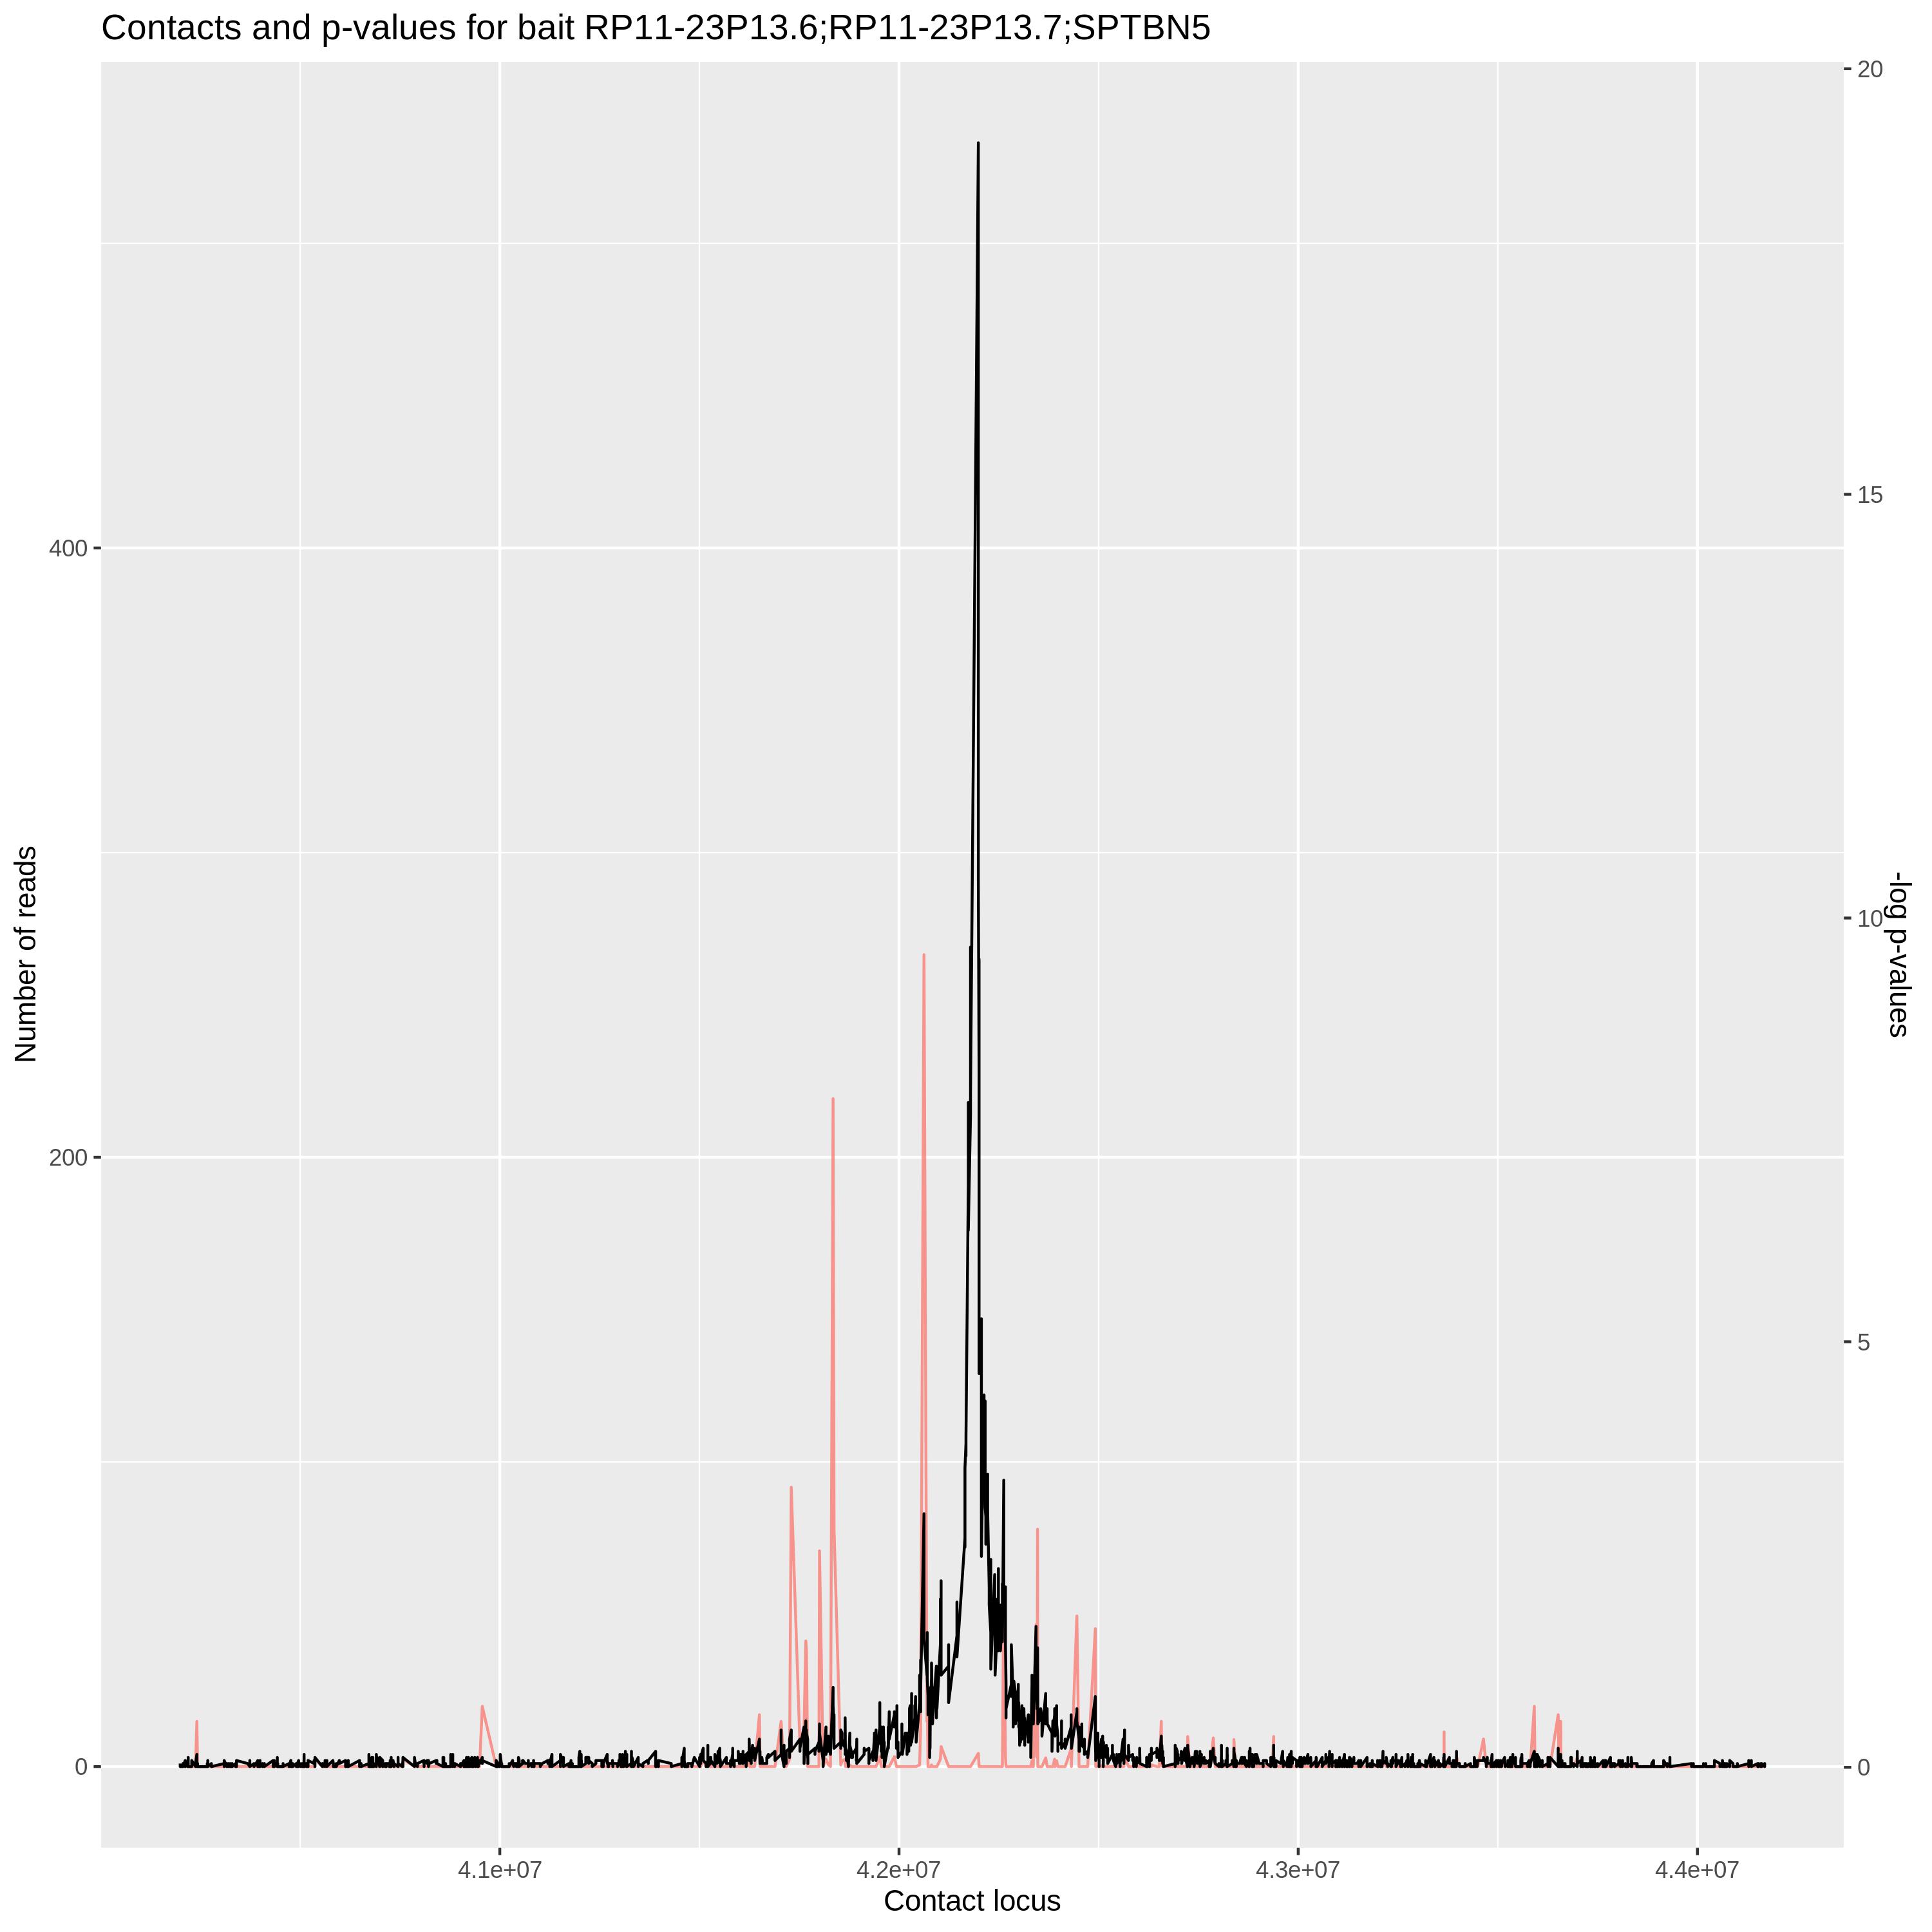 Contacts and p-values for bait RP11-23P13.6;RP11-23P13.7;SPTBN5
20
15
400
Number of reads
10
-log p-values
200
5
0
0
4.1e+07
4.2e+07
4.3e+07
4.4e+07
Contact locus